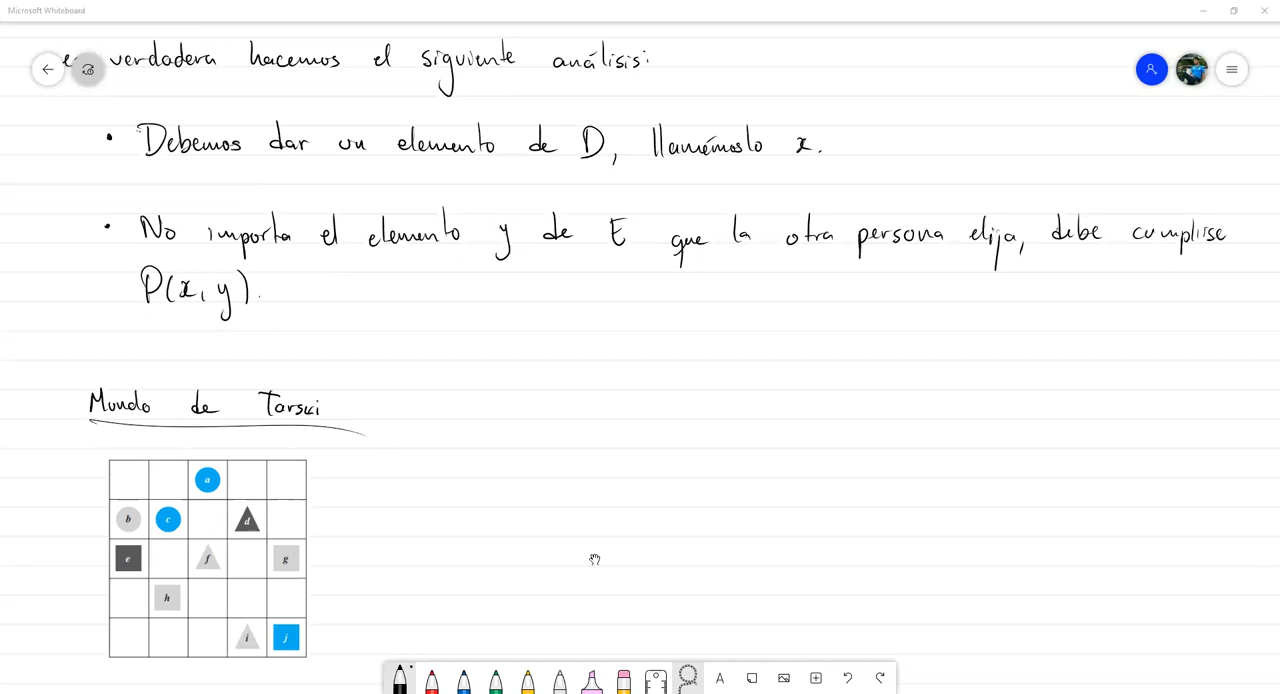 Microsoft Whiteboard
verdadera hacemos el siguiente análisis:
• Debemos dar un elemento de D, llamémoslo x.
• No importa el elemento y de E que la otra persona elija, debe cumplirse
P(x, y).
Mundo de Tarski
a
b c d
e f g
h
i j
A